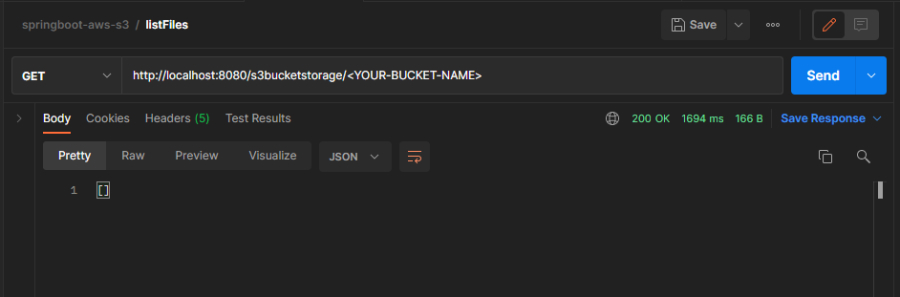 springboot-aws-s3 / listFiles
Save
GET
http://localhost:8080/s3bucketstorage/<YOUR-BUCKET-NAME>
Send
Body Cookies Headers (5) Test Results
200 OK 1694 ms 166 B Save Response
Pretty Raw Preview Visualize JSON
1 []